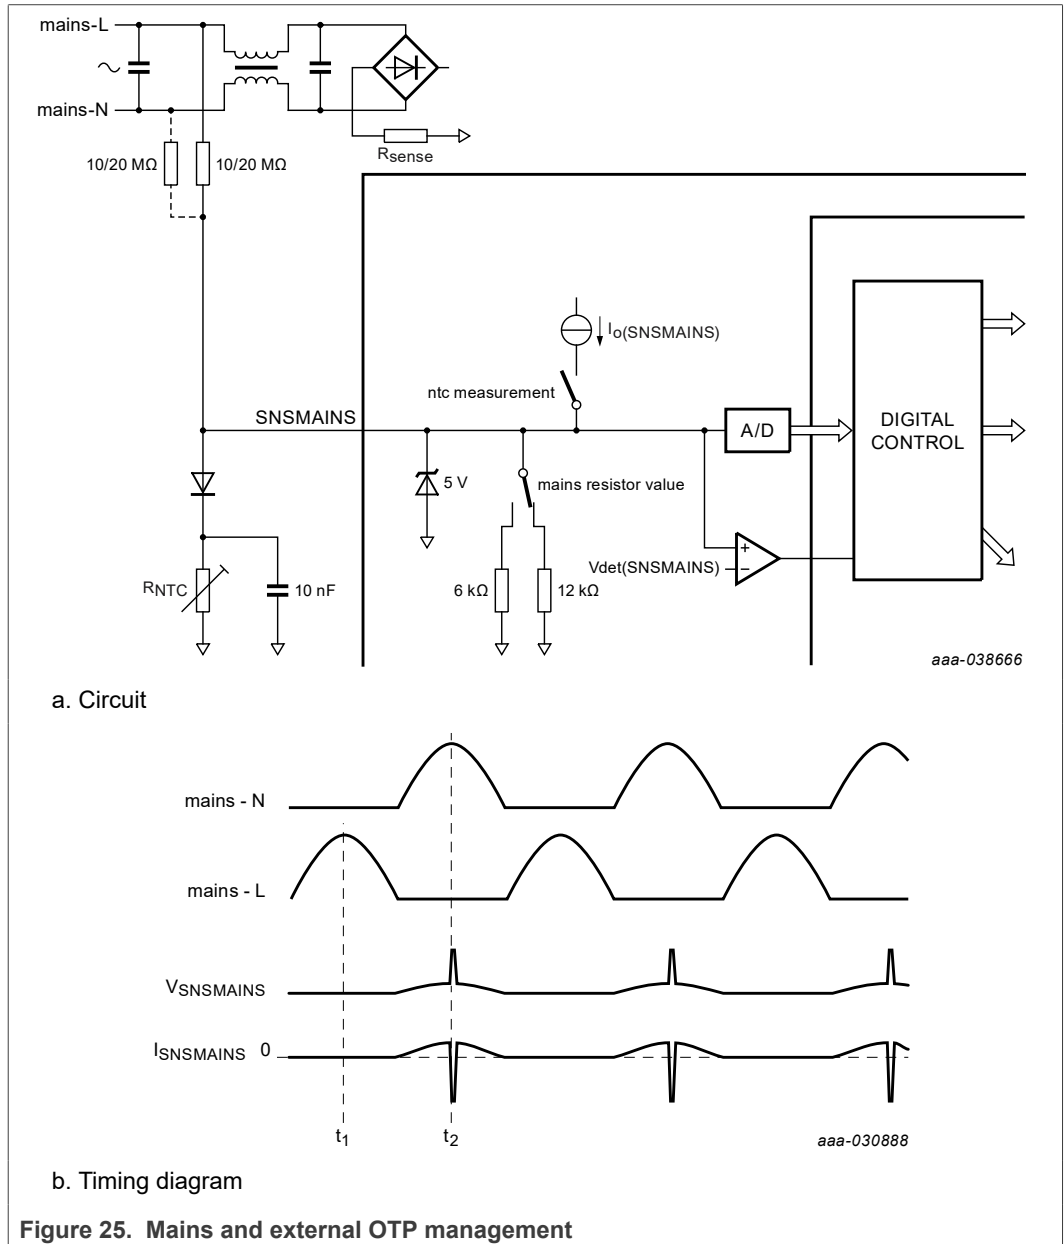 mains-L
mains-N
10/20 MΩ
10/20 MΩ
Rsense
Io(SNSMAINS)
ntc measurement
SNSMAINS
A/D
DIGITAL
CONTROL
5 V
mains resistor value
+
Vdet(SNSMAINS)
−
RNTC
10 nF
6 kΩ
12 kΩ
aaa-038666
a. Circuit
mains - N
mains - L
VSNSMAINS
ISNSMAINS 0
t1
t2
aaa-030888
b. Timing diagram
Figure 25. Mains and external OTP management